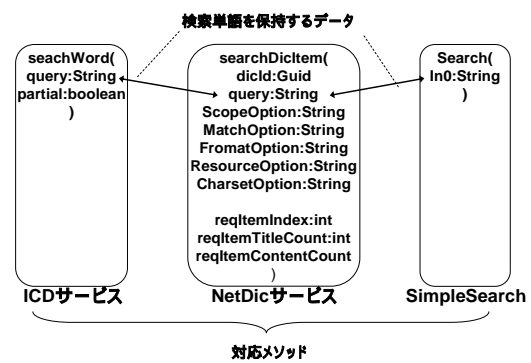 検索単語を保持するデータ
seachWord(
query:String
partial:boolean
)
searchDicItem(
dicId:Guid
query:String
ScopeOption:String
MatchOption:String
FromatOption:String
ResourceOption:String
CharsetOption:String
reqItemIndex:int
reqItemTitleCount:int
reqItemContentCount
)
Search(
In0:String
)
ICDサービス
NetDicサービス
SimpleSearch
対応メソッド